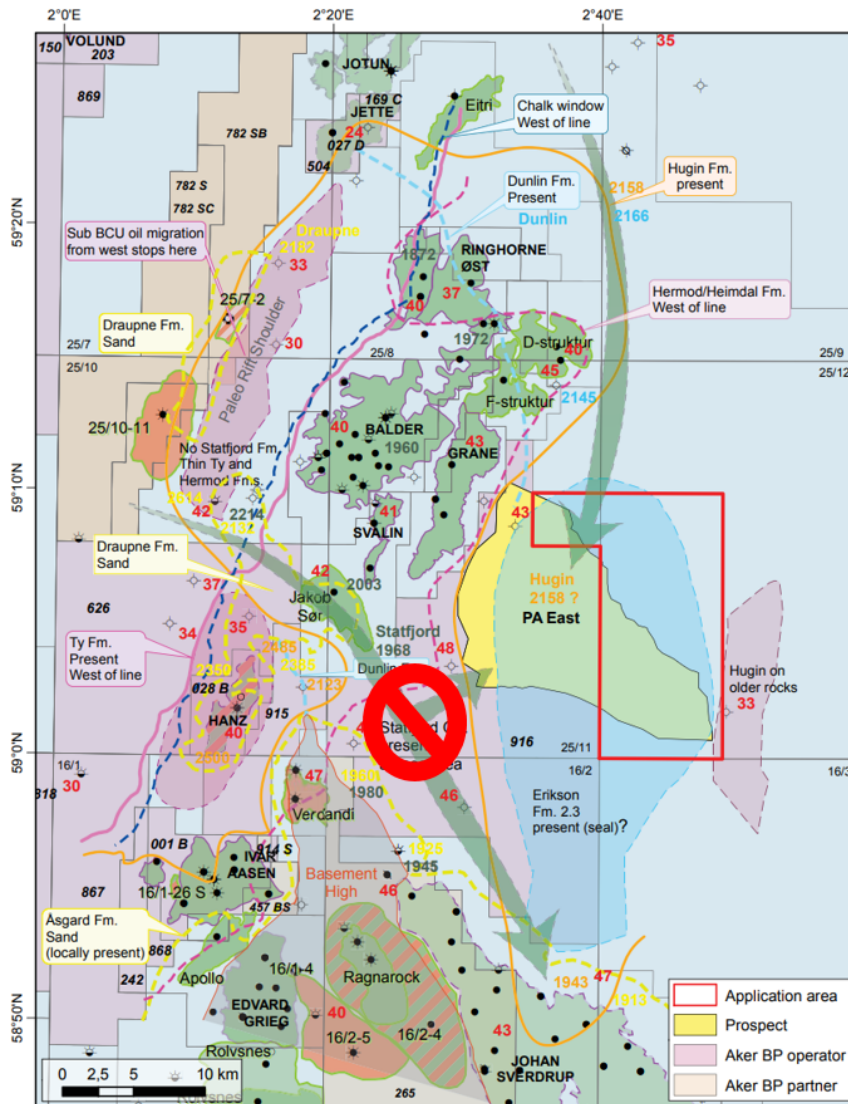 2°0'E
2°20'E
2°40'E
150
VOLUND
203
35
JOTUN
869
169 C
JETTE
24
027 D
Eitri
Chalk window
West of line
782 SB
504
782 S
782 SC
Dunlin Fm.
Present
Hugin Fm.
present
2158
2166
59°20'N
Dunlin
Sub BCU oil migration
from west stops here
Draupne
2182
33
1872
RINGHORNE
ØST
37
40
Hermod/Heimdal Fm.
West of line
25/7-2
Draupne Fm.
Sand
30
Paleo Rift Shoulder
1972
D-struktur
40
45
25/7
25/10
25/8
25/9
25/12
2145
F-struktur
25/10-11
40
BALDER
1960
43
GRANE
No Statfjord Fm.
Thin Ty and
Hermod Fm.s.
59°10'N
2614
42
2214
2132
41
SVALIN
43
Draupne Fm.
Sand
42
2003
Hugin
2158 ?
PA East
37
626
Jakob
Sør
34
35
Statfjord
1968
Ty Fm.
Present
West of line
2485
2385
48
2350
2123
Hugin on
older rocks
33
028 B
915
HANZ
40
2500
916
25/11
59°0'N
16/1
16/2
16/3
30
818
47
1960
1980
46
Erikson
Fm. 2.3
present (seal)?
Verdandi
001 B
914 S
IVAR
AASEN
1925
1945
Basement
High
46
867
16/1-26 S
457 BS
Åsgard Fm.
Sand
(locally present)
868
Apollo
242
16/1-4
Ragnarock
1943
47
1913
EDVARD
GRIEG
40
58°50'N
16/2-5
16/2-4
43
JOHAN
SVERDRUP
Rolvsnes
265
0 2,5 5 10 km
Application area
Prospect
Aker BP operator
Aker BP partner